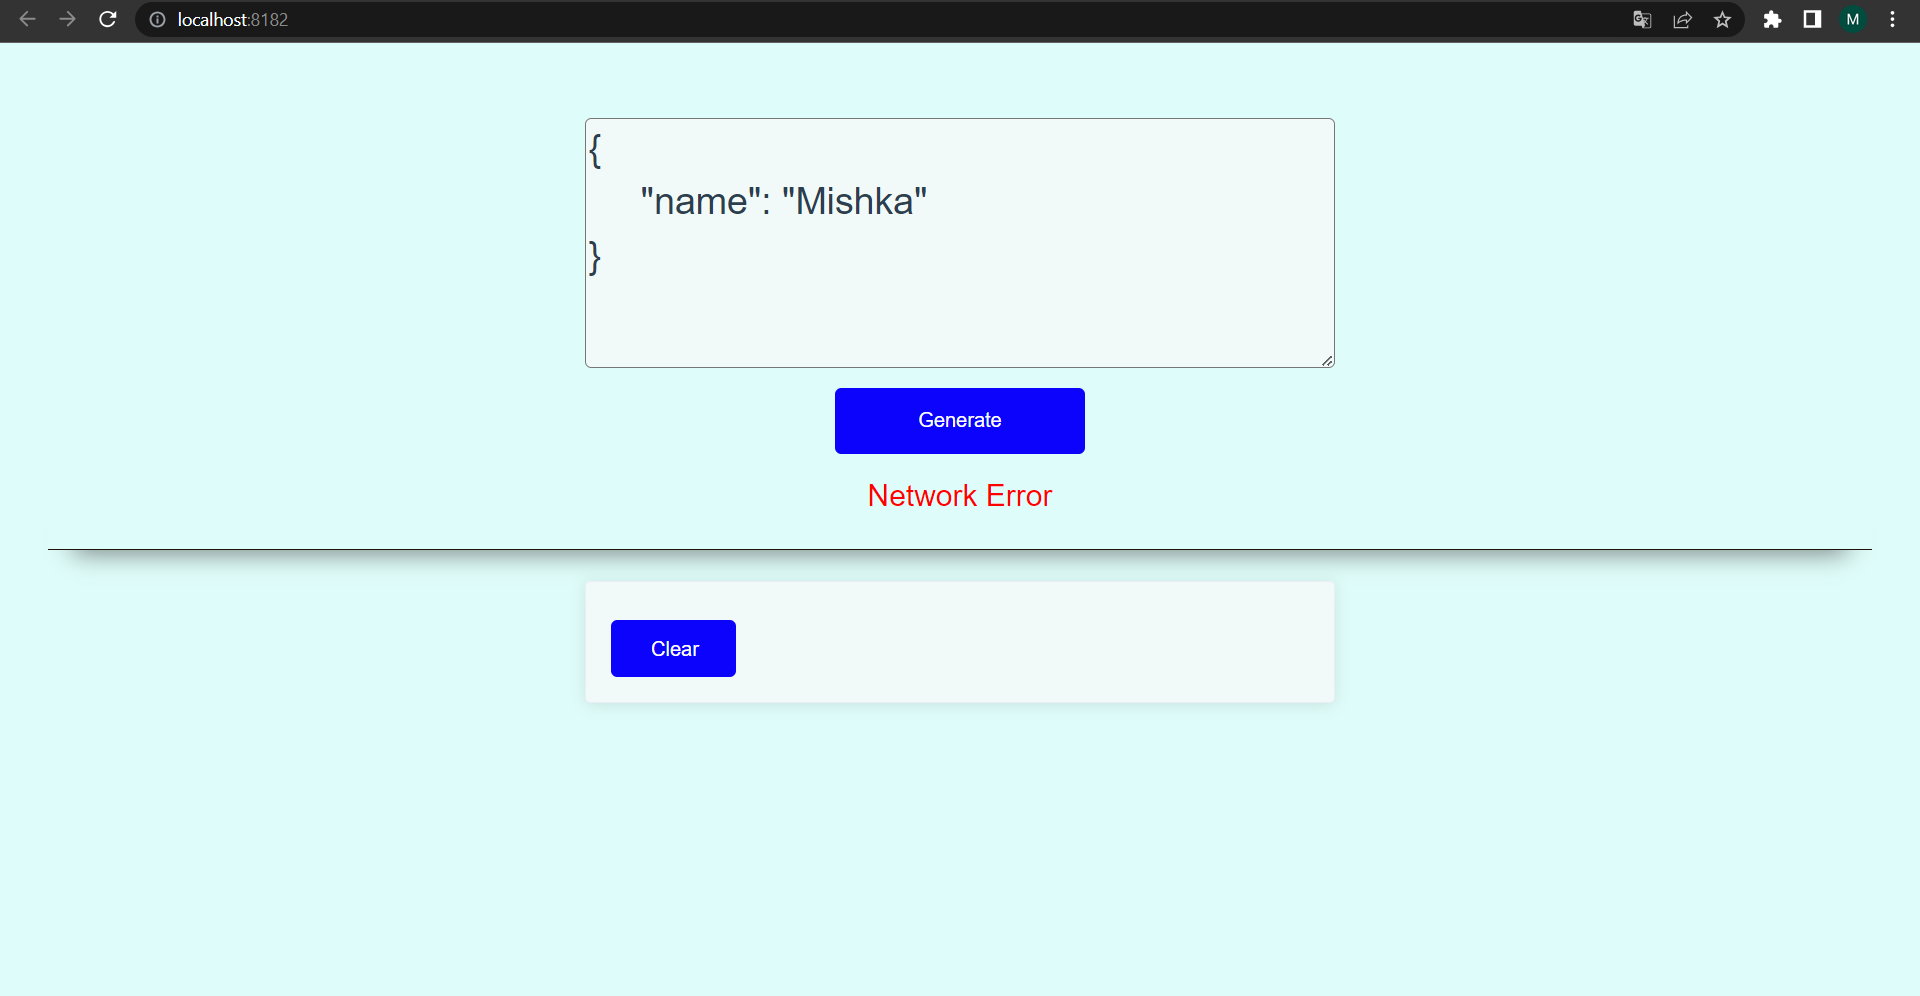 localhost:8182
M
{
"name": "Mishka"
}
Generate
Network Error
Clear